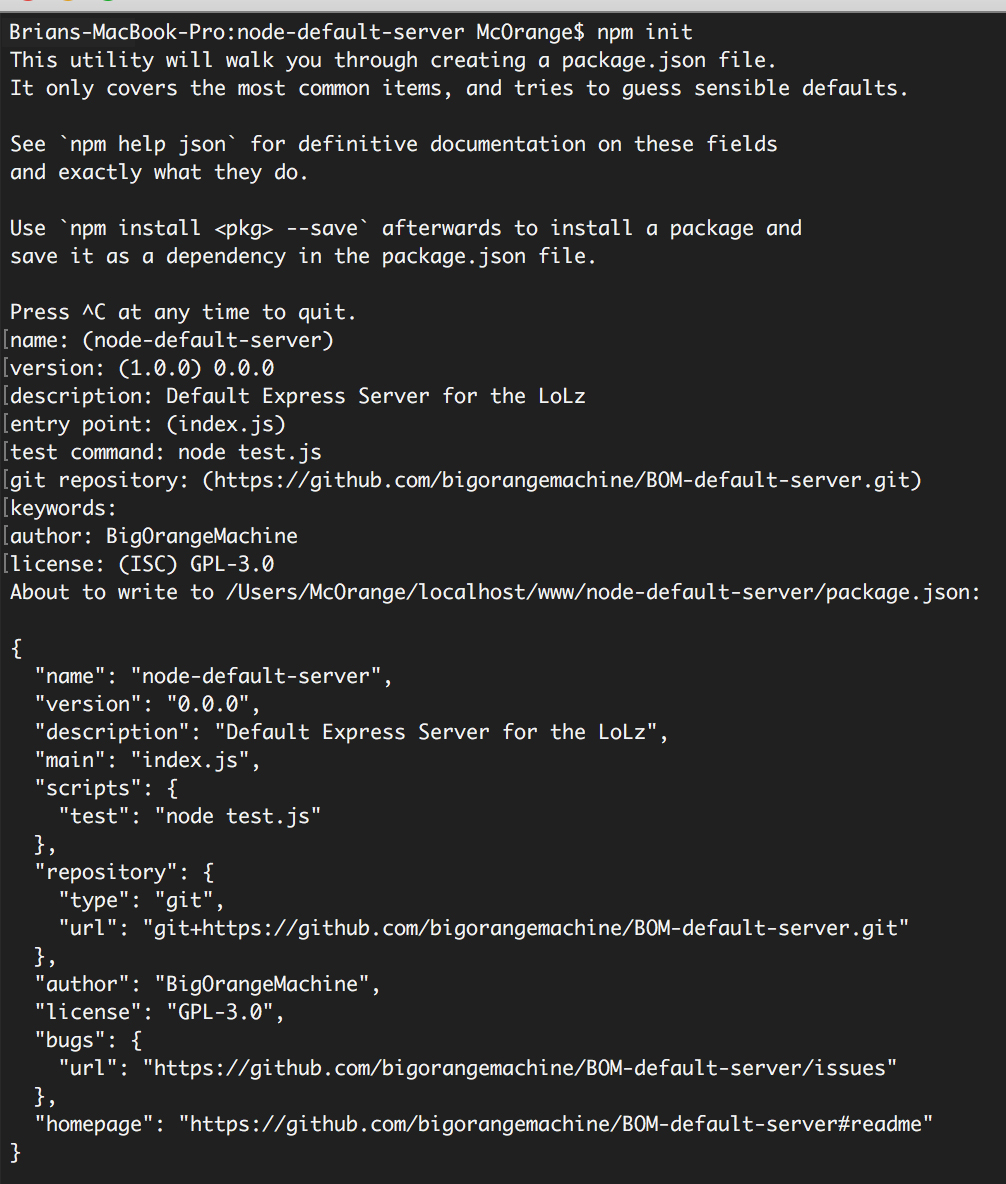 Brians-MacBook-Pro:node-default-server McOrange$ npm init
This utility will walk you through creating a package.json file.
It only covers the most common items, and tries to guess sensible defaults.

See `npm help json` for definitive documentation on these fields
and exactly what they do.

Use `npm install <pkg> --save` afterwards to install a package and
save it as a dependency in the package.json file.

Press ^C at any time to quit.
[name: (node-default-server)
[version: (1.0.0) 0.0.0
[description: Default Express Server for the LoLz
[entry point: (index.js)
[test command: node test.js
[git repository: (https://github.com/bigorangemachine/BOM-default-server.git)
[keywords:
[author: BigOrangeMachine
[license: (ISC) GPL-3.0
About to write to /Users/McOrange/localhost/www/node-default-server/package.json:

{
  "name": "node-default-server",
  "version": "0.0.0",
  "description": "Default Express Server for the LoLz",
  "main": "index.js",
  "scripts": {
    "test": "node test.js"
  },
  "repository": {
    "type": "git",
    "url": "git+https://github.com/bigorangemachine/BOM-default-server.git"
  },
  "author": "BigOrangeMachine",
  "license": "GPL-3.0",
  "bugs": {
    "url": "https://github.com/bigorangemachine/BOM-default-server/issues"
  },
  "homepage": "https://github.com/bigorangemachine/BOM-default-server#readme"
}